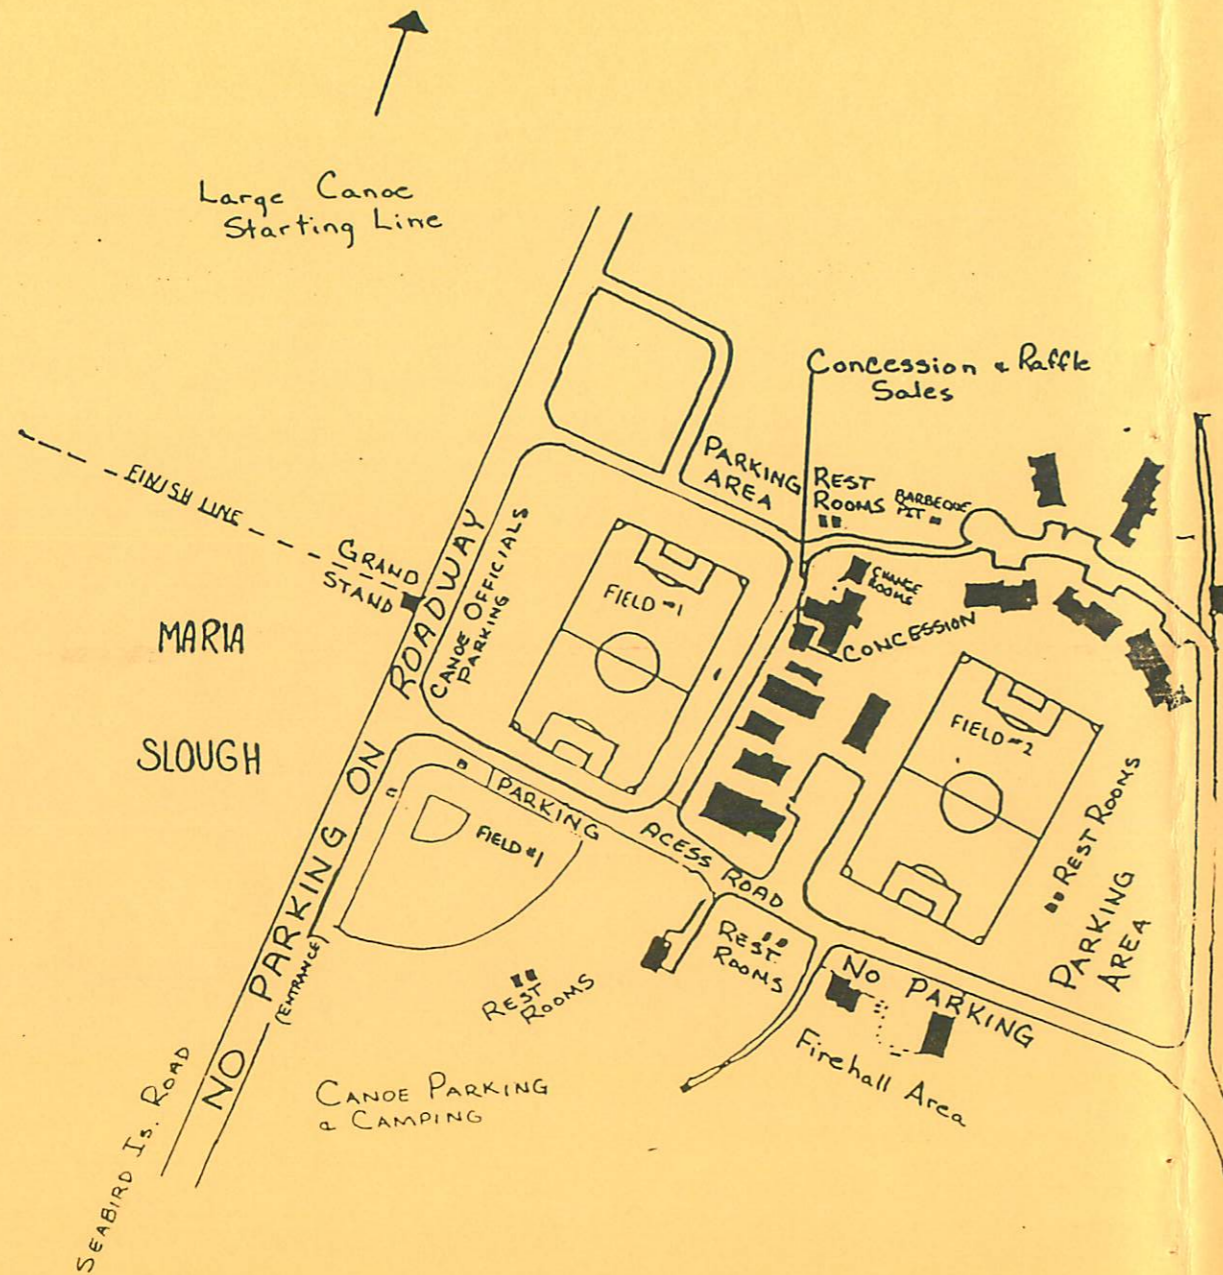 Large Canoe
Starting Line
Concession & Raffle
Sales
PARKING
AREA
REST
ROOMS
BARBEQUE
PIT
FINISH LINE
GRAND
STAND
CANOE OFFICIALS
PARKING
FIELD #1
CHANGE
ROOMS
CONCESSION
MARIA
SLOUGH
FIELD #2
NO PARKING ON ROADWAY
(ENTRANCE)
PARKING
FIELD #1
ACESS ROAD
REST ROOMS
PARKING
AREA
REST
ROOMS
REST
ROOMS
NO PARKING
Firehall Area
CANOE PARKING
& CAMPING
SEABIRD IS. ROAD